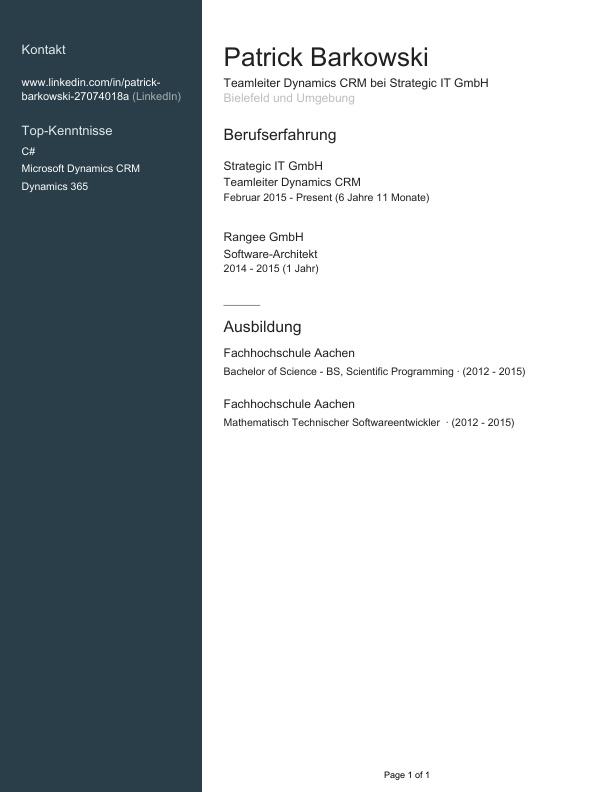 Kontakt
www.linkedin.com/in/patrick-
barkowski-27074018a (LinkedIn)
Top-Kenntnisse
C#
Microsoft Dynamics CRM
Dynamics 365
Patrick Barkowski
Teamleiter Dynamics CRM bei Strategic IT GmbH
Bielefeld und Umgebung
Berufserfahrung
Strategic IT GmbH
Teamleiter Dynamics CRM
Februar 2015 - Present (6 Jahre 11 Monate)
Rangee GmbH
Software-Architekt
2014 - 2015 (1 Jahr)
Ausbildung
Fachhochschule Aachen
Bachelor of Science - BS, Scientific Programming · (2012 - 2015)
Fachhochschule Aachen
Mathematisch Technischer Softwareentwickler · (2012 - 2015)
Page 1 of 1